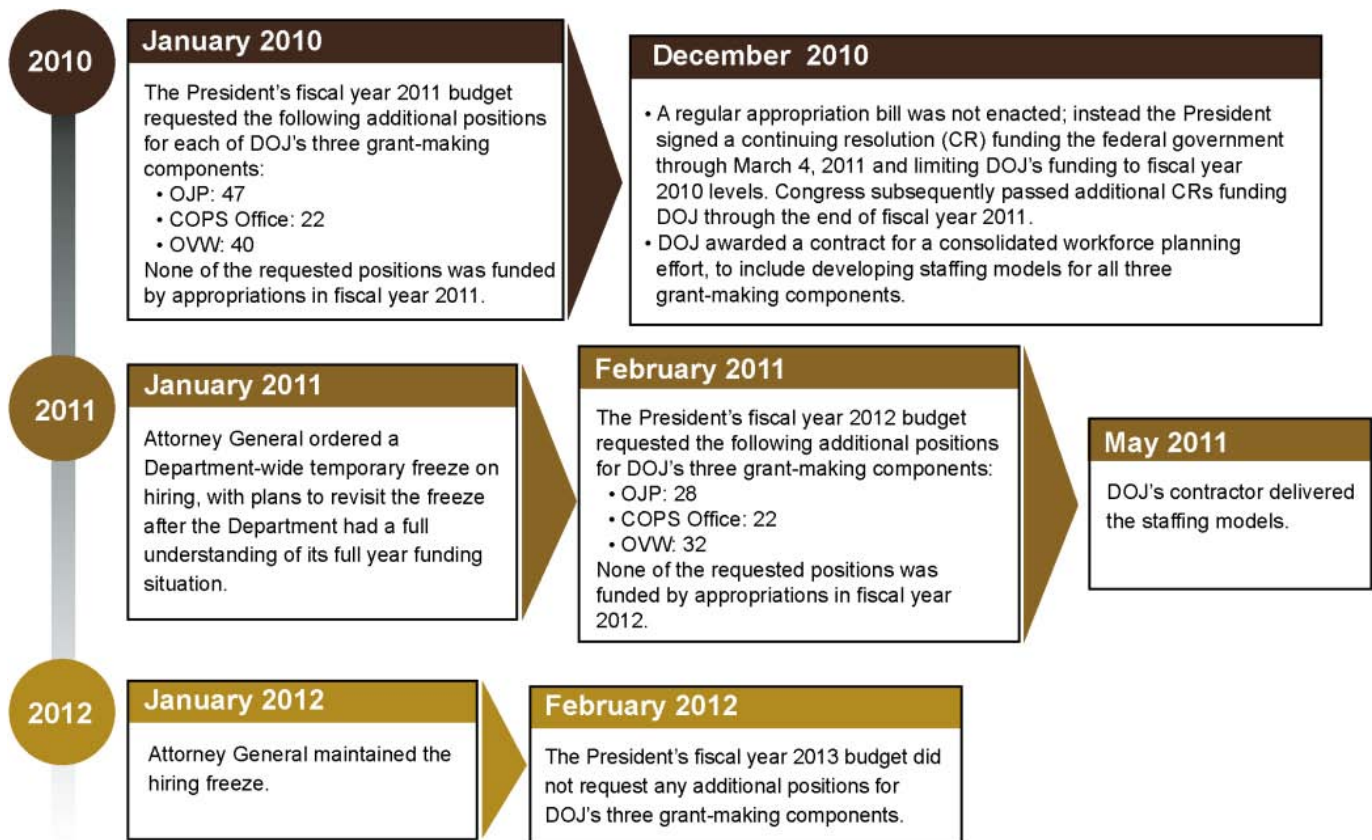 2010
January 2010
The President's fiscal year 2011 budget
requested the following additional positions
for each of DOJ's three grant-making
components:
• OJP: 47
• COPS Office: 22
• OVW: 40
None of the requested positions was funded
by appropriations in fiscal year 2011.
December 2010
• A regular appropriation bill was not enacted; instead the President
signed a continuing resolution (CR) funding the federal government
through March 4, 2011 and limiting DOJ's funding to fiscal year
2010 levels. Congress subsequently passed additional CRs funding
DOJ through the end of fiscal year 2011.
• DOJ awarded a contract for a consolidated workforce planning
effort, to include developing staffing models for all three
grant-making components.
2011
January 2011
Attorney General ordered a
Department-wide temporary freeze on
hiring, with plans to revisit the freeze
after the Department had a full
understanding of its full year funding
situation.
February 2011
The President's fiscal year 2012 budget
requested the following additional positions
for DOJ's three grant-making components:
• OJP: 28
• COPS Office: 22
• OVW: 32
None of the requested positions was
funded by appropriations in fiscal year
2012.
May 2011
DOJ's contractor delivered
the staffing models.
2012
January 2012
Attorney General maintained the
hiring freeze.
February 2012
The President's fiscal year 2013 budget did
not request any additional positions for
DOJ's three grant-making components.